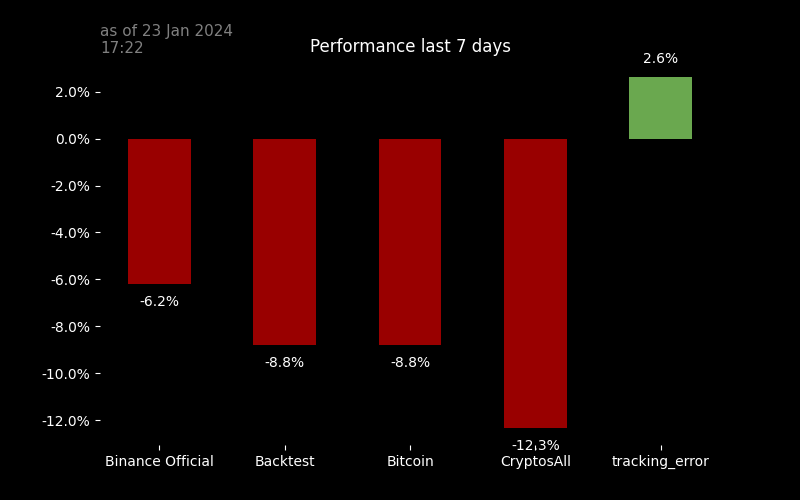 as of 23 Jan 2024
17:22
Performance last 7 days
2.6%
2.0%
0.0%
-2.0%
-4.0%
-6.0%
-8.0%
-10.0%
-12.0%
-6.2%
-8.8%
-8.8%
-12.3%
Binance Official
Backtest
Bitcoin
CryptosAll
tracking_error